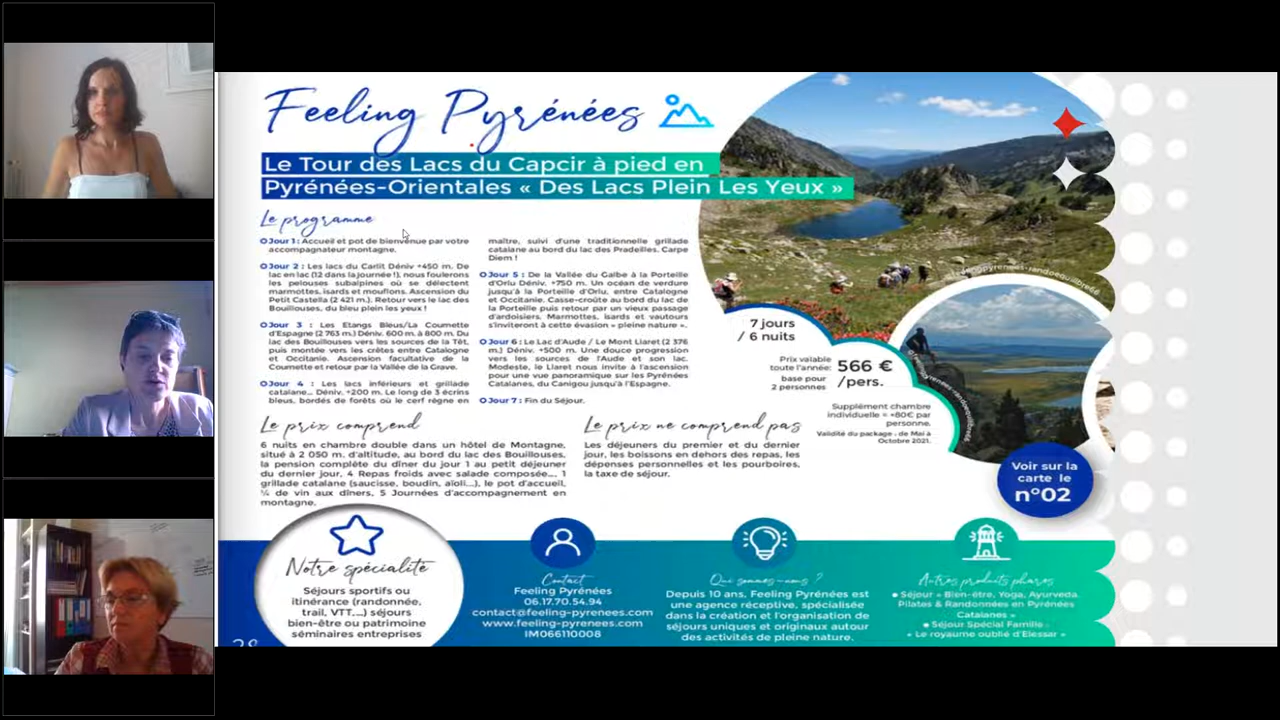 Feeling Pyrénées
Le Tour des Lacs du Capcir à pied en
Pyrénées-Orientales « Des Lacs Plein Les Yeux »
Le programme
Jour 1 : Accueil et pot de bienvenue par votre
accompagnateur montagne.
Jour 2 : Les lacs du Carlit Déniv +450 m. De
lac en lac (12 dans la journée !), nous foulerons
les pelouses subalpines où se délectent
marmottes, isards et mouflons. Ascension du
Petit Castella (2 421 m.). Retour vers le lac des
Bouillouses, du bleu plein les yeux !
Jour 3 : Les Etangs Bleus/La Coumette
d'Espagne (2 763 m.) Déniv. 600 m. à 800 m. Du
lac des Bouillouses vers les sources de la Têt,
puis montée vers les crêtes entre Catalogne
et Occitanie. Ascension facultative de la
Coumette et retour par la Vallée de la Grave.
Jour 4 : Les lacs inférieurs et grillade
catalane... Déniv. +200 m. Le long de 3 écrins
bleus, bordés de forêts où le cerf règne en
maître, suivi d'une traditionnelle grillade
catalane au bord du lac des Pradeilles. Carpe
Diem !
Jour 5 : De la Vallée du Galbe à la Porteille
d'Orlu Déniv. +750 m. Un océan de verdure
jusqu'à la Porteille d'Orlu, entre Catalogne
et Occitanie. Casse-croûte au bord du lac de
la Porteille puis retour par un vieux passage
d'ardoisiers. Marmottes, isards et vautours
s'inviteront à cette évasion « pleine nature ».
Jour 6 : Le Lac d'Aude / Le Mont Llaret (2 376
m.) Déniv. +500 m. Une douce progression
vers les sources de l'Aude et son lac.
Modeste, le Llaret nous invite à l'ascension
pour une vue panoramique sur les Pyrénées
Catalanes, du Canigou jusqu'à l'Espagne.
Jour 7 : Fin du Séjour.
7 jours
/ 6 nuits
Prix valable
toute l'année:
base pour
2 personnes
566 €
/pers.
Supplément chambre
individuelle = +80€ par
personne.
Validité du package : de Mai à
Octobre 2021.
Le prix comprend
6 nuits en chambre double dans un hôtel de Montagne,
situé à 2 050 m. d'altitude, au bord du lac des Bouillouses,
la pension complète du dîner du jour 1 au petit déjeuner
du dernier jour, 4 Repas froids avec salade composée..., 1
grillade catalane (saucisse, boudin, aïoli...), le pot d'accueil,
¼ de vin aux dîners, 5 Journées d'accompagnement en
montagne.
Le prix ne comprend pas
Les déjeuners du premier et du dernier
jour, les boissons en dehors des repas, les
dépenses personnelles et les pourboires,
la taxe de séjour.
Voir sur la
carte le
n°02
Notre spécialité
Séjours sportifs ou
itinérance (randonnée,
trail, VTT,...) séjours
bien-être ou patrimoine
séminaires entreprises
Contact
Feeling Pyrénées
06.17.70.54.94
contact@feeling-pyrenees.com
www.feeling-pyrenees.com
IM066110008
Qui sommes-nous ?
Depuis 10 ans, Feeling Pyrénées est
une agence réceptive, spécialisée
dans la création et l'organisation de
séjours uniques et originaux autour
des activités de pleine nature.
Autres produits phares
Séjour « Bien-être, Yoga, Ayurveda,
Pilates & Randonnées en Pyrénées
Catalanes »
Séjour Spécial Famille :
« Le royaume oublié d'Elessar »